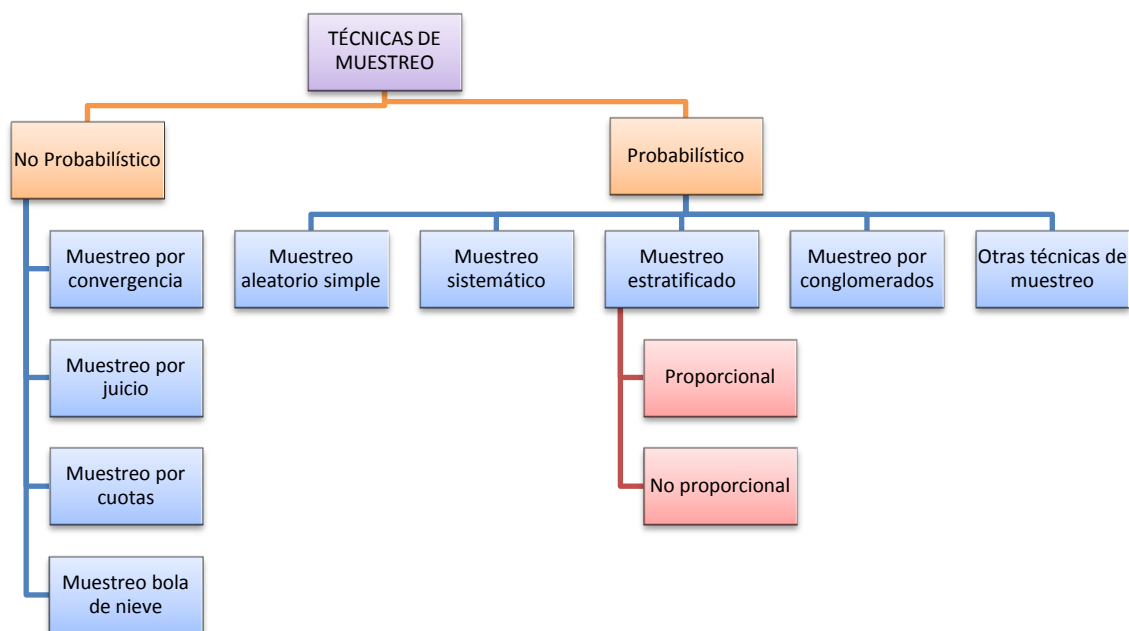 TÉCNICAS DE
MUESTREO
No Probabilístico
Probabilístico
Muestreo por
convergencia
Muestreo
aleatorio simple
Muestreo
sistemático
Muestreo
estratificado
Muestreo por
conglomerados
Otras técnicas de
muestreo
Muestreo por
juicio
Proporcional
Muestreo por
cuotas
No proporcional
Muestreo bola
de nieve